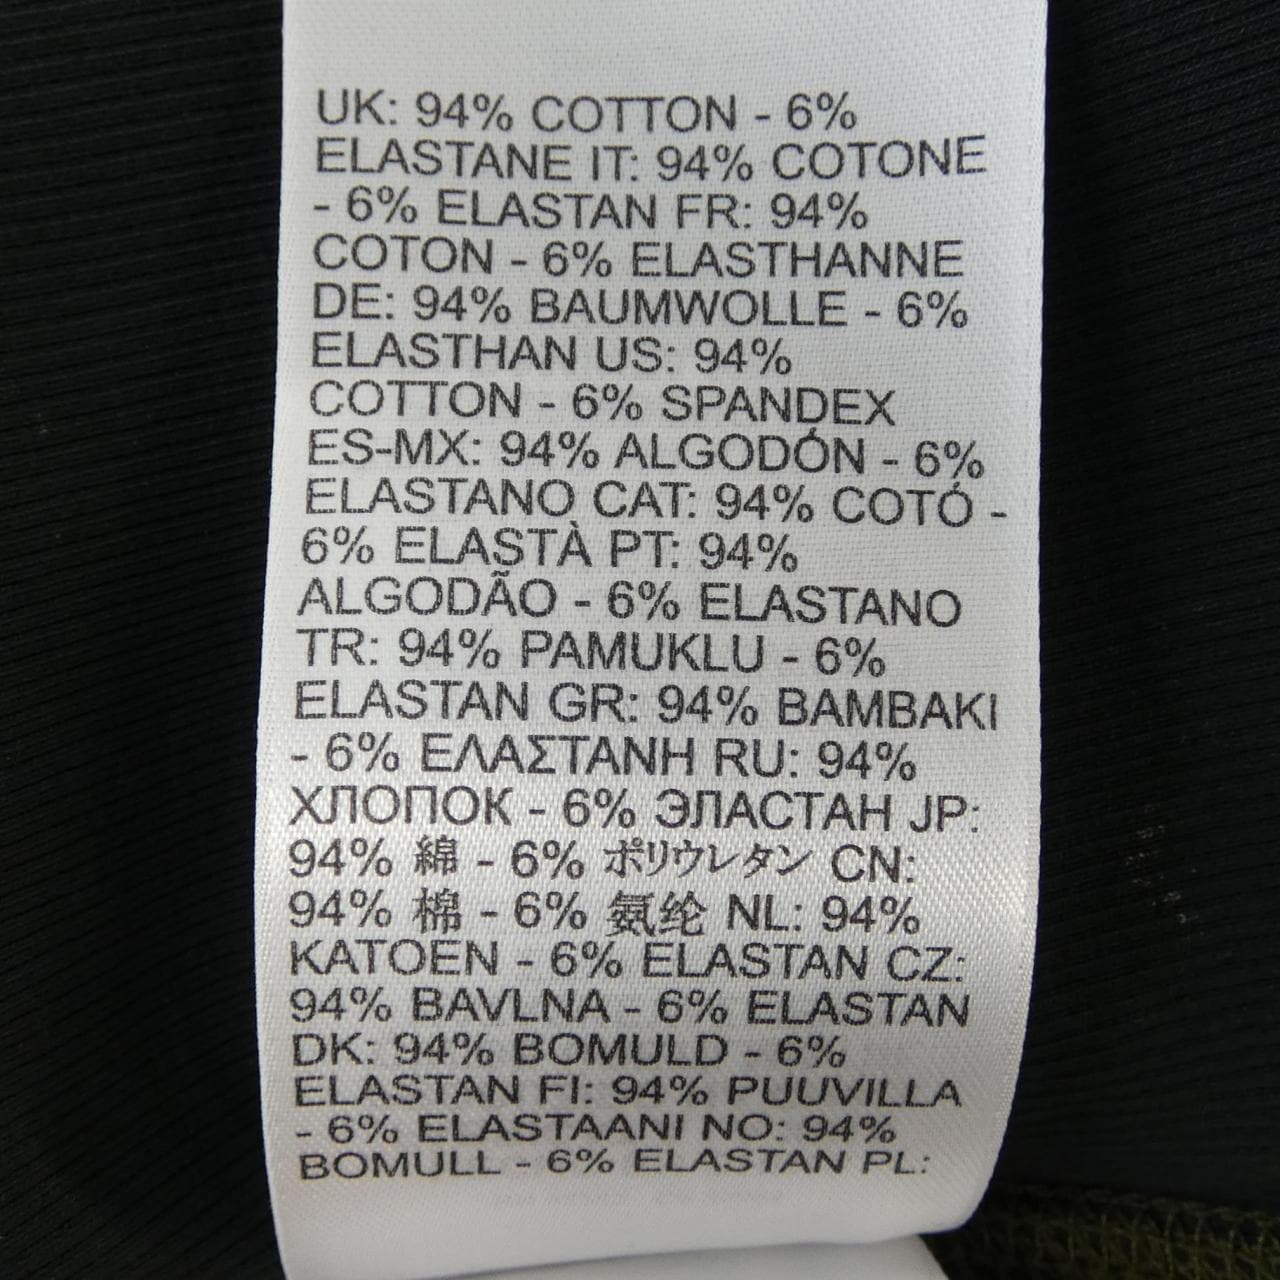 UK: 94% COTTON - 6%
ELASTANE IT: 94% COTONE
- 6% ELASTAN FR: 94%
COTON - 6% ELASTHANNE
DE: 94% BAUMWOLLE - 6%
ELASTHAN US: 94%
COTTON - 6% SPANDEX
ES-MX: 94% ALGODÓN - 6%
ELASTANO CAT: 94% COTÓ -
6% ELASTÀ PT: 94%
ALGODÃO - 6% ELASTANO
TR: 94% PAMUKLU - 6%
ELASTAN GR: 94% ΒΑΜΒΑΚΙ
- 6% ΕΛΑΣΤΑΝΗ RU: 94%
ХЛОПОК - 6% ЭЛАСТАН JP:
94% 綿 - 6% ポリウレタン CN:
94% 棉 - 6% 氨纶 NL: 94%
KATOEN - 6% ELASTAN CZ:
94% BAVLNA - 6% ELASTAN
DK: 94% BOMULD - 6%
ELASTAN FI: 94% PUUVILLA
- 6% ELASTAANI NO: 94%
BOMULL - 6% ELASTAN PL: